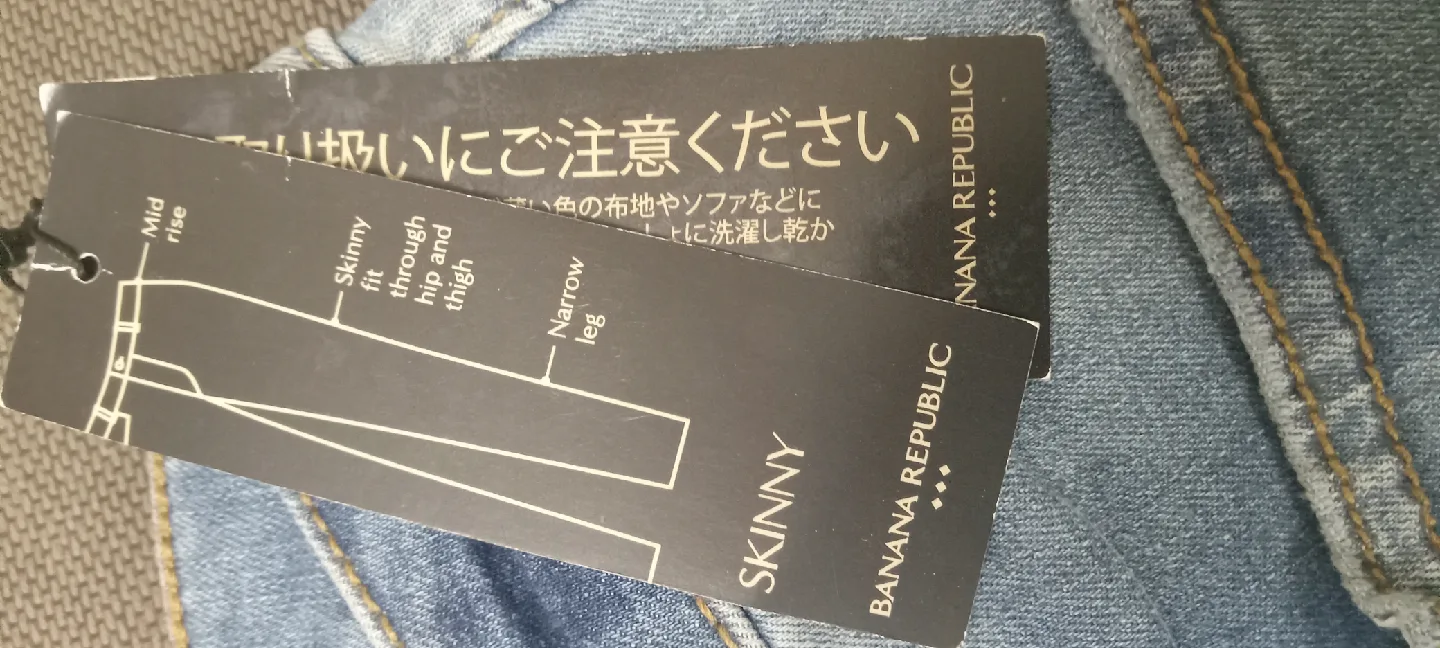 取り扱いにご注意ください
い色の布地やソファなどに
に洗濯し乾か
BANANA REPUBLIC
Mid
rise
Skinny
fit
through
hip and
thigh
Narrow
leg
SKINNY
BANANA REPUBLIC